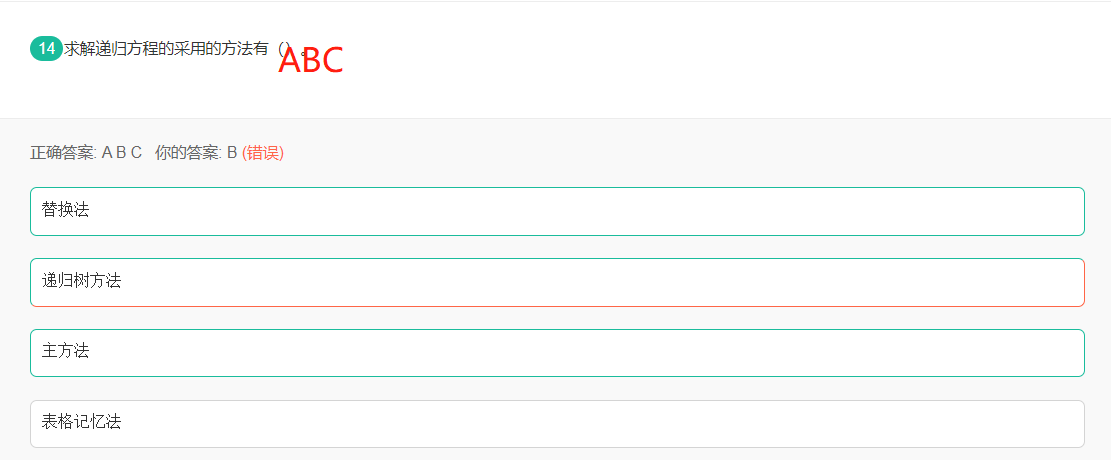 14 求解递归方程的采用的方法有（）。
ABC
正确答案: A B C 你的答案: B (错误)
替换法
递归树方法
主方法
表格记忆法